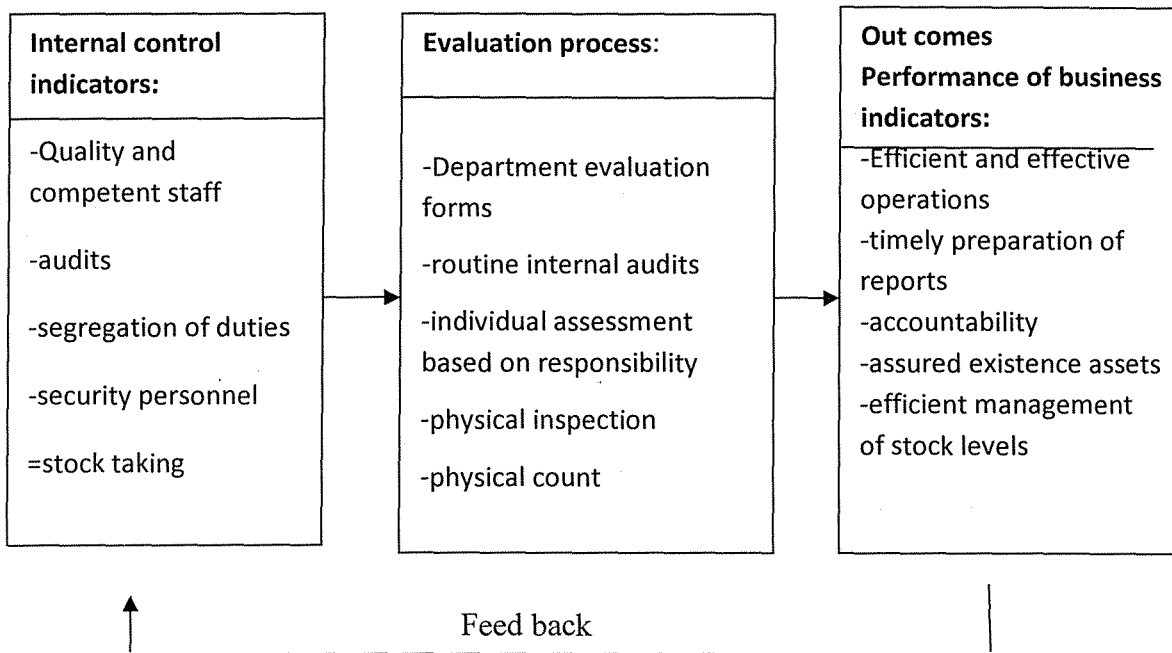 Internal control
indicators:
-Quality and
competent staff
-audits
-segregation of duties
-security personnel
=stock taking
Evaluation process:
-Department evaluation
forms
-routine internal audits
-individual assessment
based on responsibility
-physical inspection
-physical count
Out comes
Performance of business
indicators:
-Efficient and effective
operations
-timely preparation of
reports
-accountability
-assured existence assets
-efficient management
of stock levels
Feed back